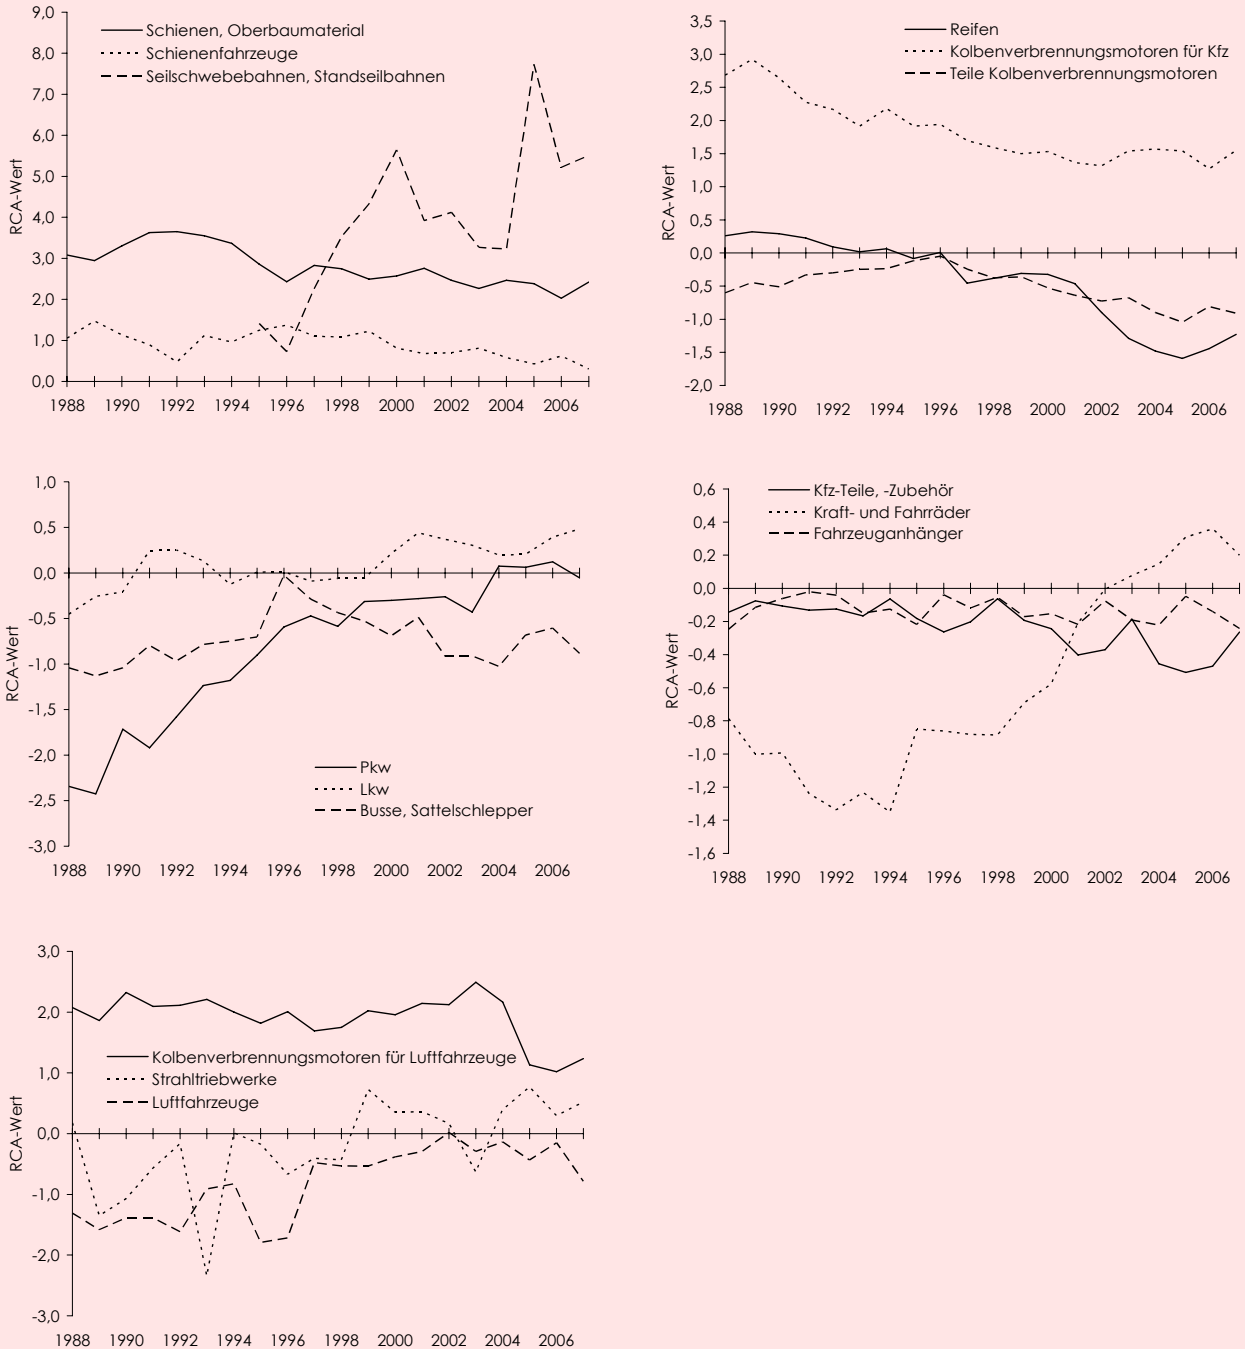 9,0
8,0
7,0
6,0
5,0
4,0
3,0
2,0
1,0
0,0
RCA-Wert
Schienen, Oberbaumaterial
Schienenfahrzeuge
Seilschwebebahnen, Standseilbahnen
1988 1990 1992 1994 1996 1998 2000 2002 2004 2006
3,5
3,0
2,5
2,0
1,5
1,0
0,5
0,0
-0,5
-1,0
-1,5
-2,0
RCA-Wert
Reifen
Kolbenverbrennungsmotoren für Kfz
Teile Kolbenverbrennungsmotoren
1988 1990 1992 1994 1996 1998 2000 2002 2004 2006
1,0
0,5
0,0
-0,5
-1,0
-1,5
-2,0
-2,5
-3,0
RCA-Wert
Pkw
Lkw
Busse, Sattelschlepper
1988 1990 1992 1994 1996 1998 2000 2002 2004 2006
0,6
0,4
0,2
0,0
-0,2
-0,4
-0,6
-0,8
-1,0
-1,2
-1,4
-1,6
RCA-Wert
Kfz-Teile, -Zubehör
Kraft- und Fahrräder
Fahrzeuganhänger
1988 1990 1992 1994 1996 1998 2000 2002 2004 2006
3,0
2,0
1,0
0,0
-1,0
-2,0
-3,0
RCA-Wert
Kolbenverbrennungsmotoren für Luftfahrzeuge
Strahltriebwerke
Luftfahrzeuge
1988 1990 1992 1994 1996 1998 2000 2002 2004 2006